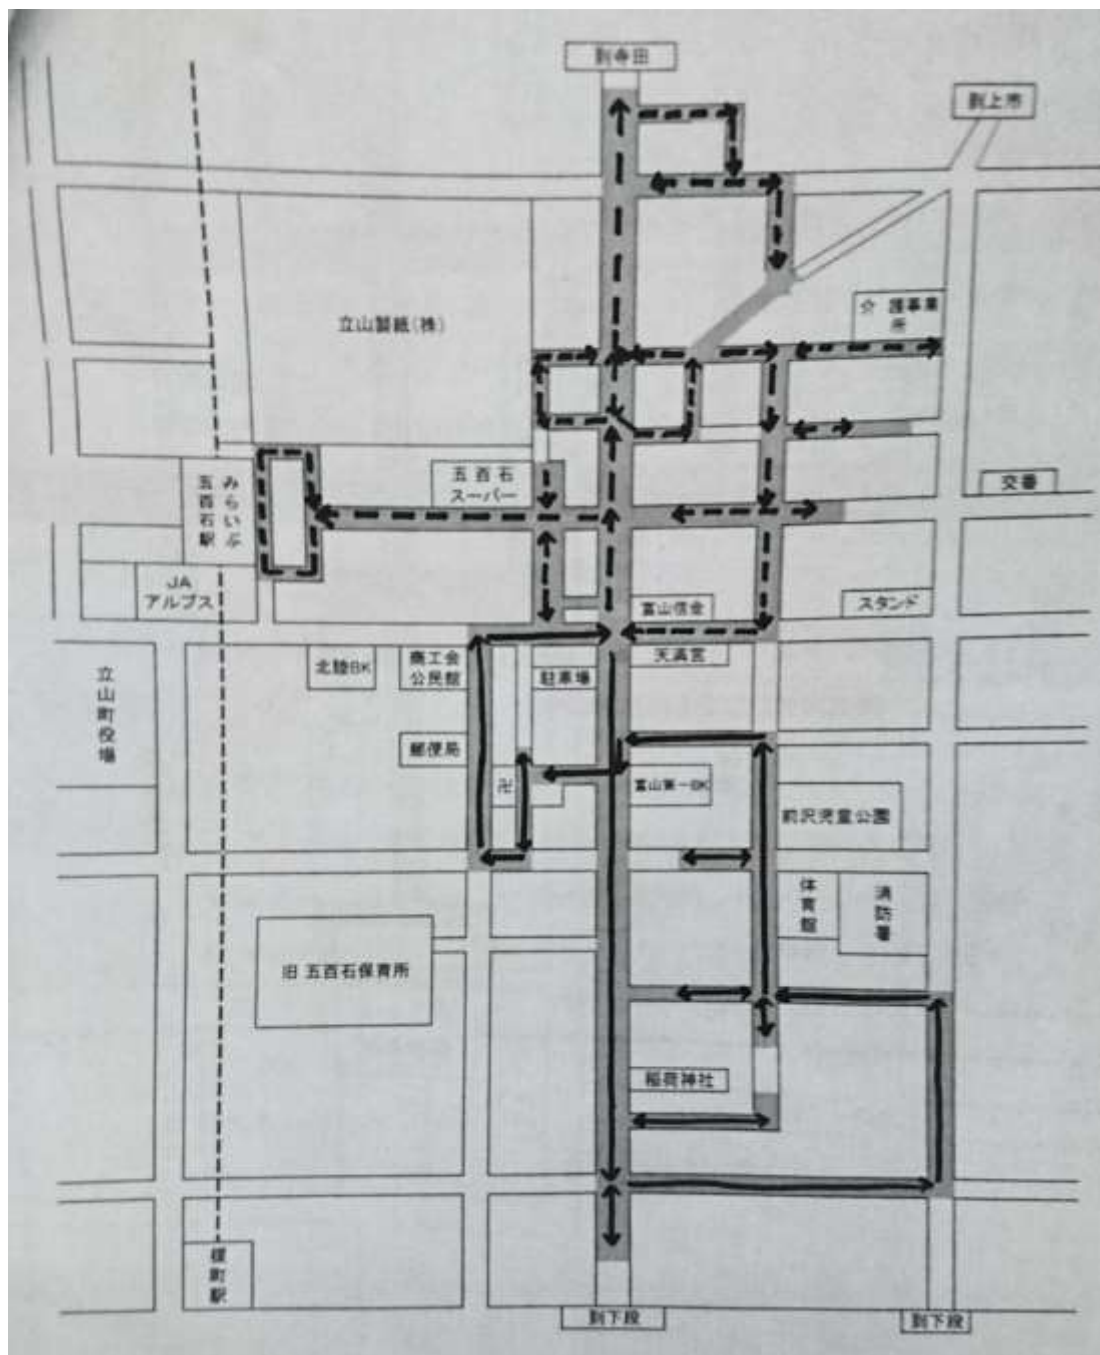 到寺田
到上市
介護事業
所
立山製紙(株)
五百石
スーパー
みらいぶ
五百石駅
交番
JA
アルプス
富山信金
スタンド
天満宮
北陸BK
商工会
公民館
駐車場
立山町役場
郵便局
卍
富山第一BK
前沢児童公園
体育館
消防署
旧 五百石保育所
稲荷神社
榎町駅
到下段
到下段